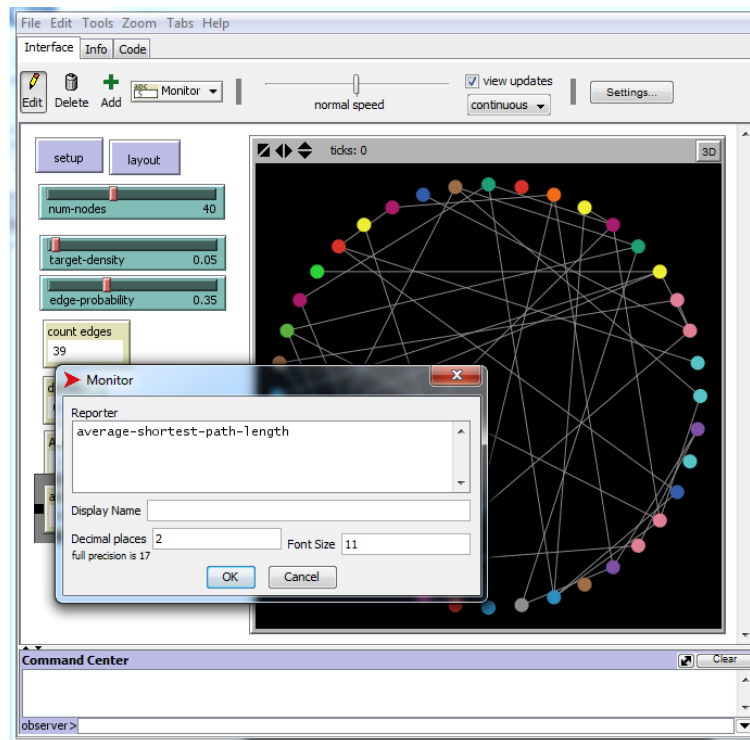 File Edit Tools Zoom Tabs Help
Interface Info Code
Edit Delete Add abc 5 Monitor normal speed view updates continuous Settings...
setup layout
ticks: 0 3D
num-nodes 40
target-density 0.05
edge-probability 0.35
count edges
39
d
A
a
Monitor
Reporter
average-shortest-path-length
Display Name
Decimal places 2 Font Size 11
full precision is 17
OK Cancel
Command Center Clear
observer>